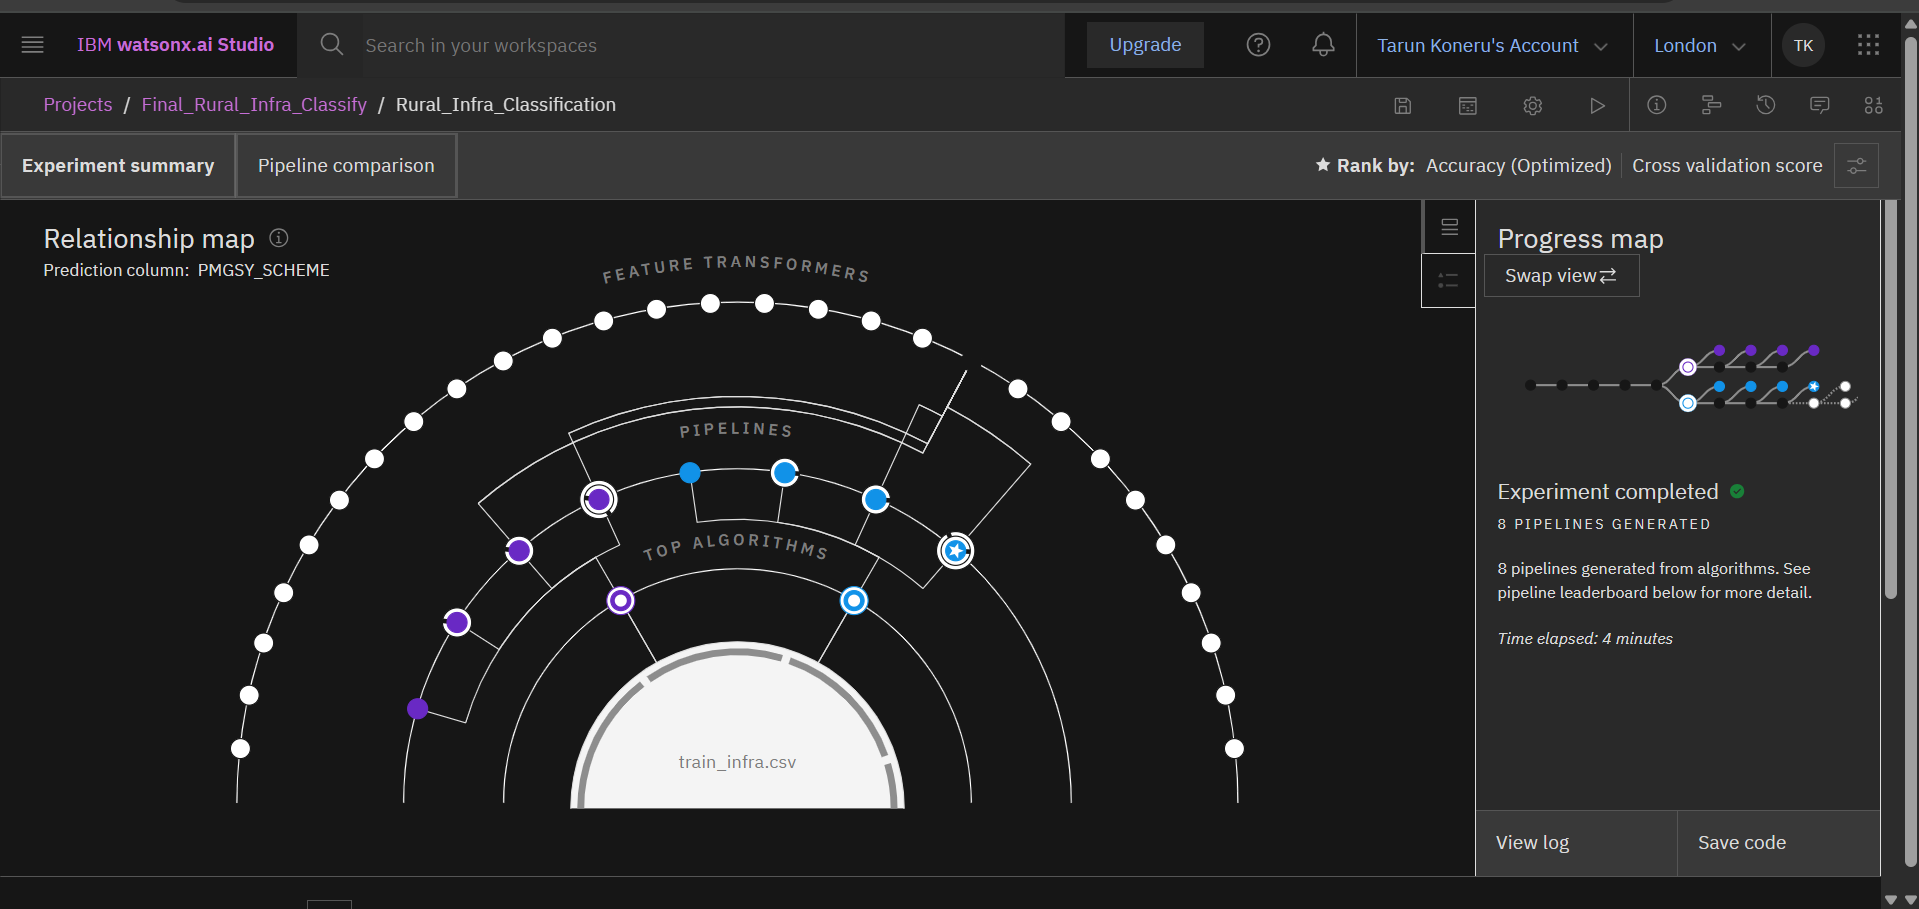 IBM watsonx.ai Studio
Search in your workspaces
Upgrade
Tarun Koneru's Account
London
TK
Projects / Final_Rural_Infra_Classify / Rural_Infra_Classification
Experiment summary
Pipeline comparison
Rank by: Accuracy (Optimized) Cross validation score
Relationship map
Prediction column: PMGSY_SCHEME
FEATURE TRANSFORMERS
PIPELINES
TOP ALGORITHMS
train_infra.csv
Progress map
Swap view
Experiment completed
8 PIPELINES GENERATED
8 pipelines generated from algorithms. See
pipeline leaderboard below for more detail.
Time elapsed: 4 minutes
View log
Save code